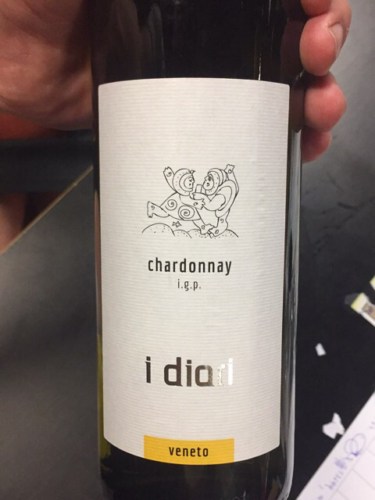 chardonnay
i.g.p.
i diari
veneto